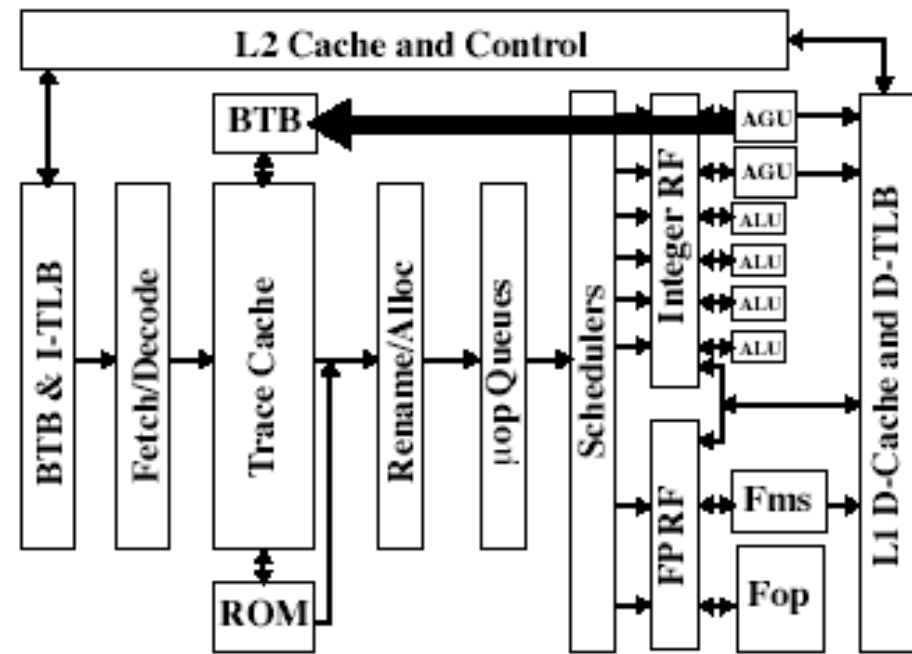 L2 Cache and Control
BTB
BTB & I-TLB
Fetch/Decode
Trace Cache
ROM
Rename/Alloc
µop Queues
Schedulers
Integer RF
FP RF
AGU
AGU
ALU
ALU
ALU
ALU
Fms
Fop
L1 D-Cache and D-TLB